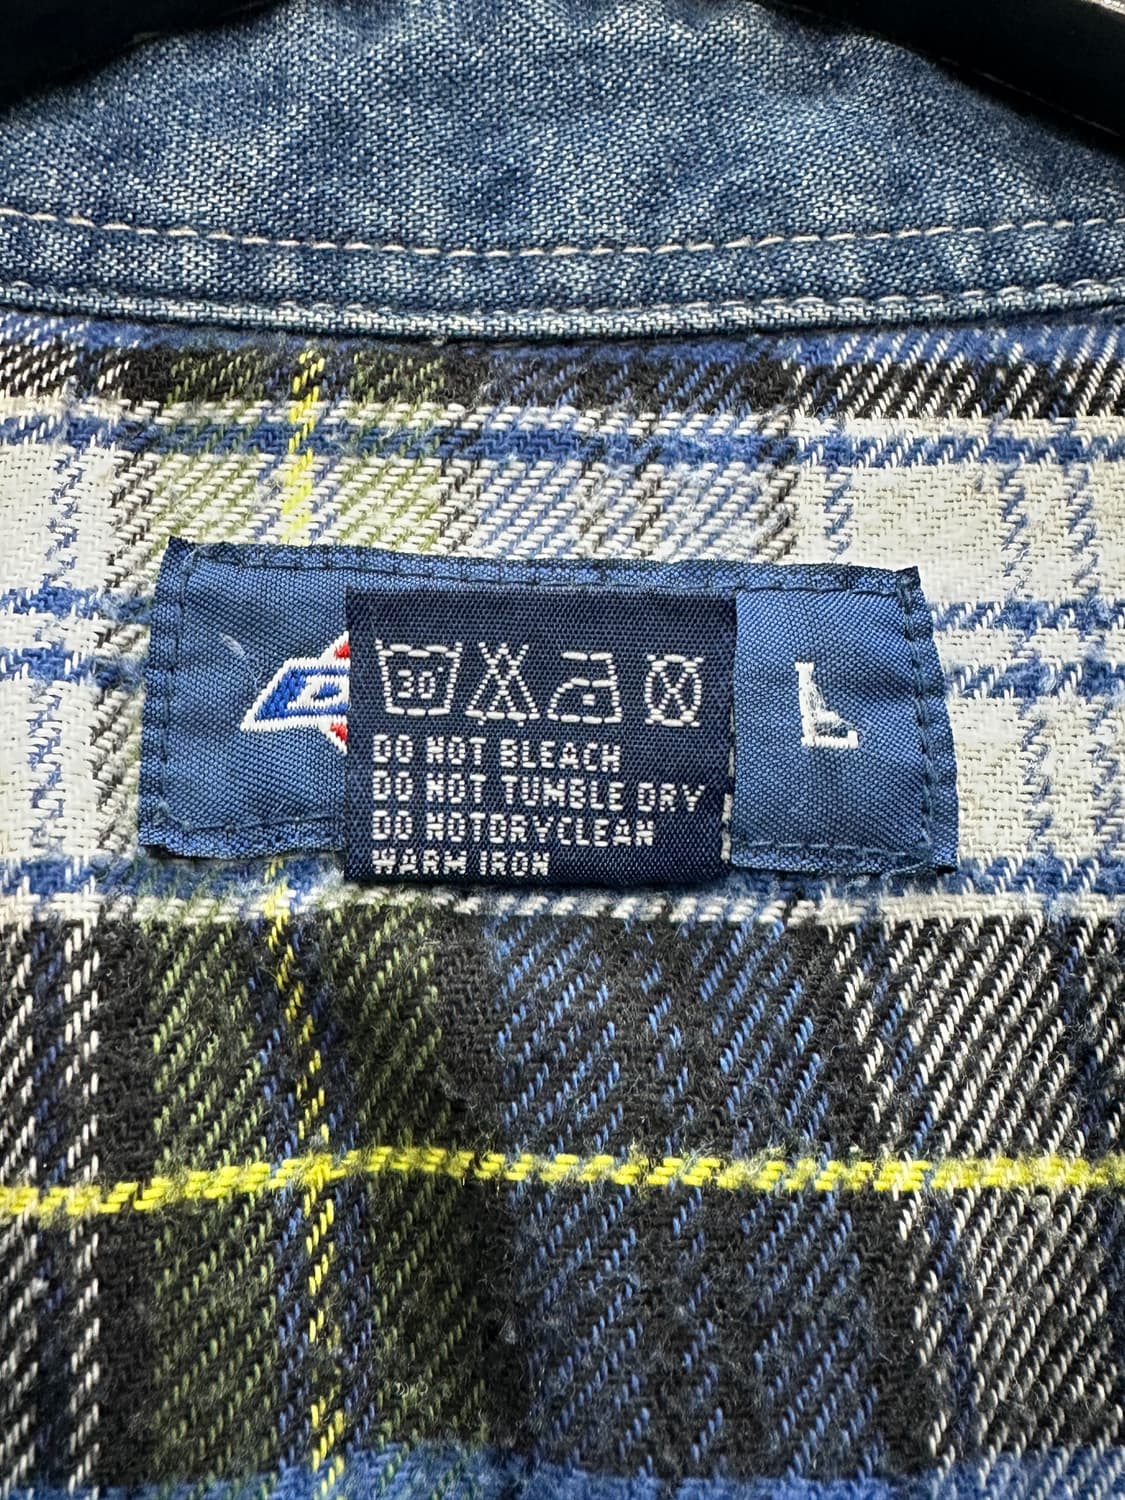 D
30
L
DO NOT BLEACH
DO NOT TUMBLE DRY
DO NOTDRYCLEAN
WARM IRON